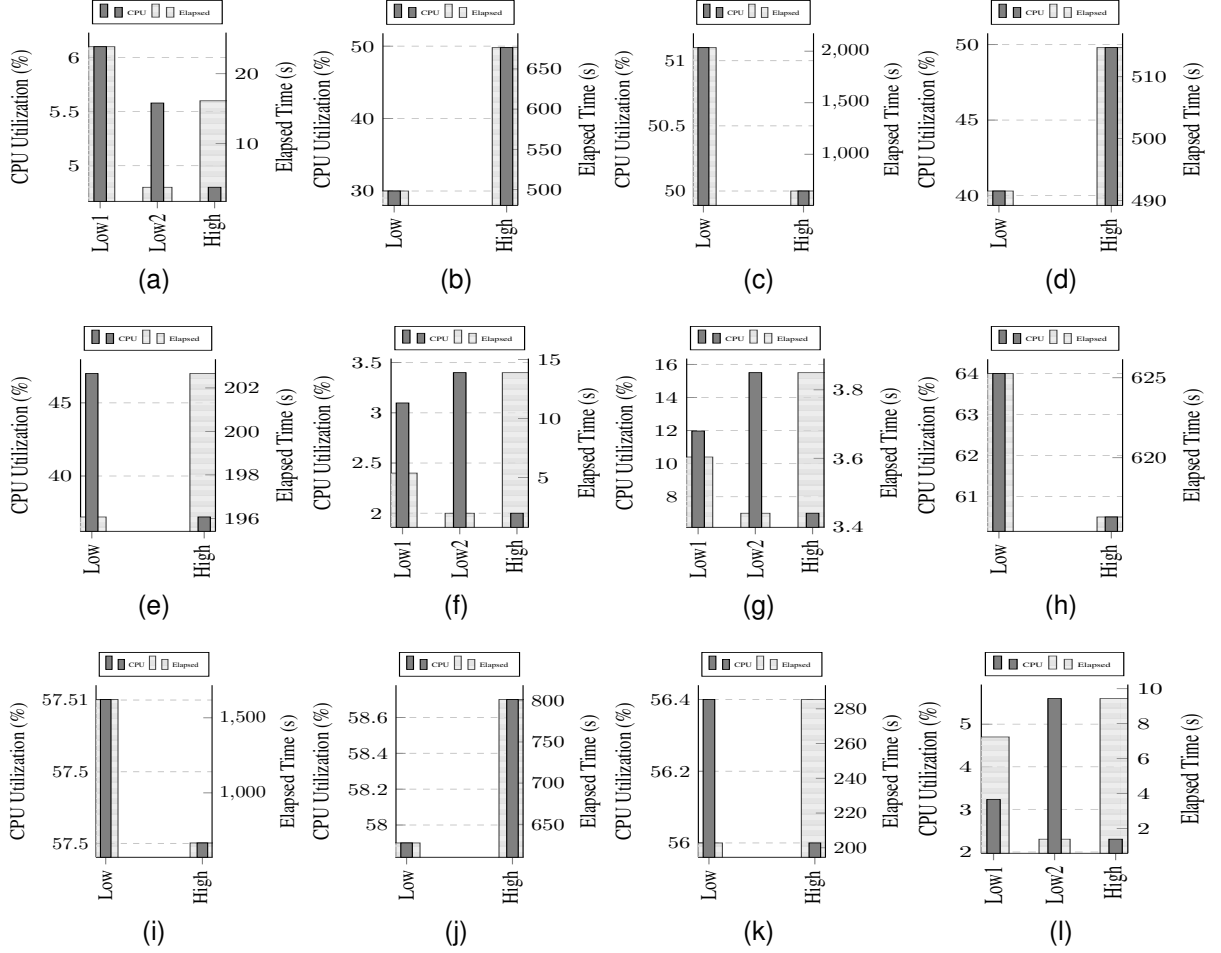 CPU Elapsed
CPU Utilization (%)
6
5.5
5
20
10
Elapsed Time (s)
Low1
Low2
High
(a)
CPU Elapsed
CPU Utilization (%)
50
40
30
650
600
550
500
Elapsed Time (s)
Low
High
(b)
CPU Elapsed
CPU Utilization (%)
51
50.5
50
2,000
1,500
1,000
Elapsed Time (s)
Low
High
(c)
CPU Elapsed
CPU Utilization (%)
50
45
40
510
500
490
Elapsed Time (s)
Low
High
(d)
CPU Elapsed
CPU Utilization (%)
45
40
202
200
198
196
Elapsed Time (s)
Low
High
(e)
CPU Elapsed
CPU Utilization (%)
3.5
3
2.5
2
15
10
5
Elapsed Time (s)
Low1
Low2
High
(f)
CPU Elapsed
CPU Utilization (%)
16
14
12
10
8
3.8
3.6
3.4
Elapsed Time (s)
Low1
Low2
High
(g)
CPU Elapsed
CPU Utilization (%)
64
63
62
61
625
620
Elapsed Time (s)
Low
High
(h)
CPU Elapsed
CPU Utilization (%)
57.51
57.5
57.5
1,500
1,000
Elapsed Time (s)
Low
High
(i)
CPU Elapsed
CPU Utilization (%)
58.6
58.4
58.2
58
800
750
700
650
Elapsed Time (s)
Low
High
(j)
CPU Elapsed
CPU Utilization (%)
56.4
56.2
56
280
260
240
220
200
Elapsed Time (s)
Low
High
(k)
CPU Elapsed
CPU Utilization (%)
5
4
3
2
10
8
6
4
2
Elapsed Time (s)
Low1
Low2
High
(l)